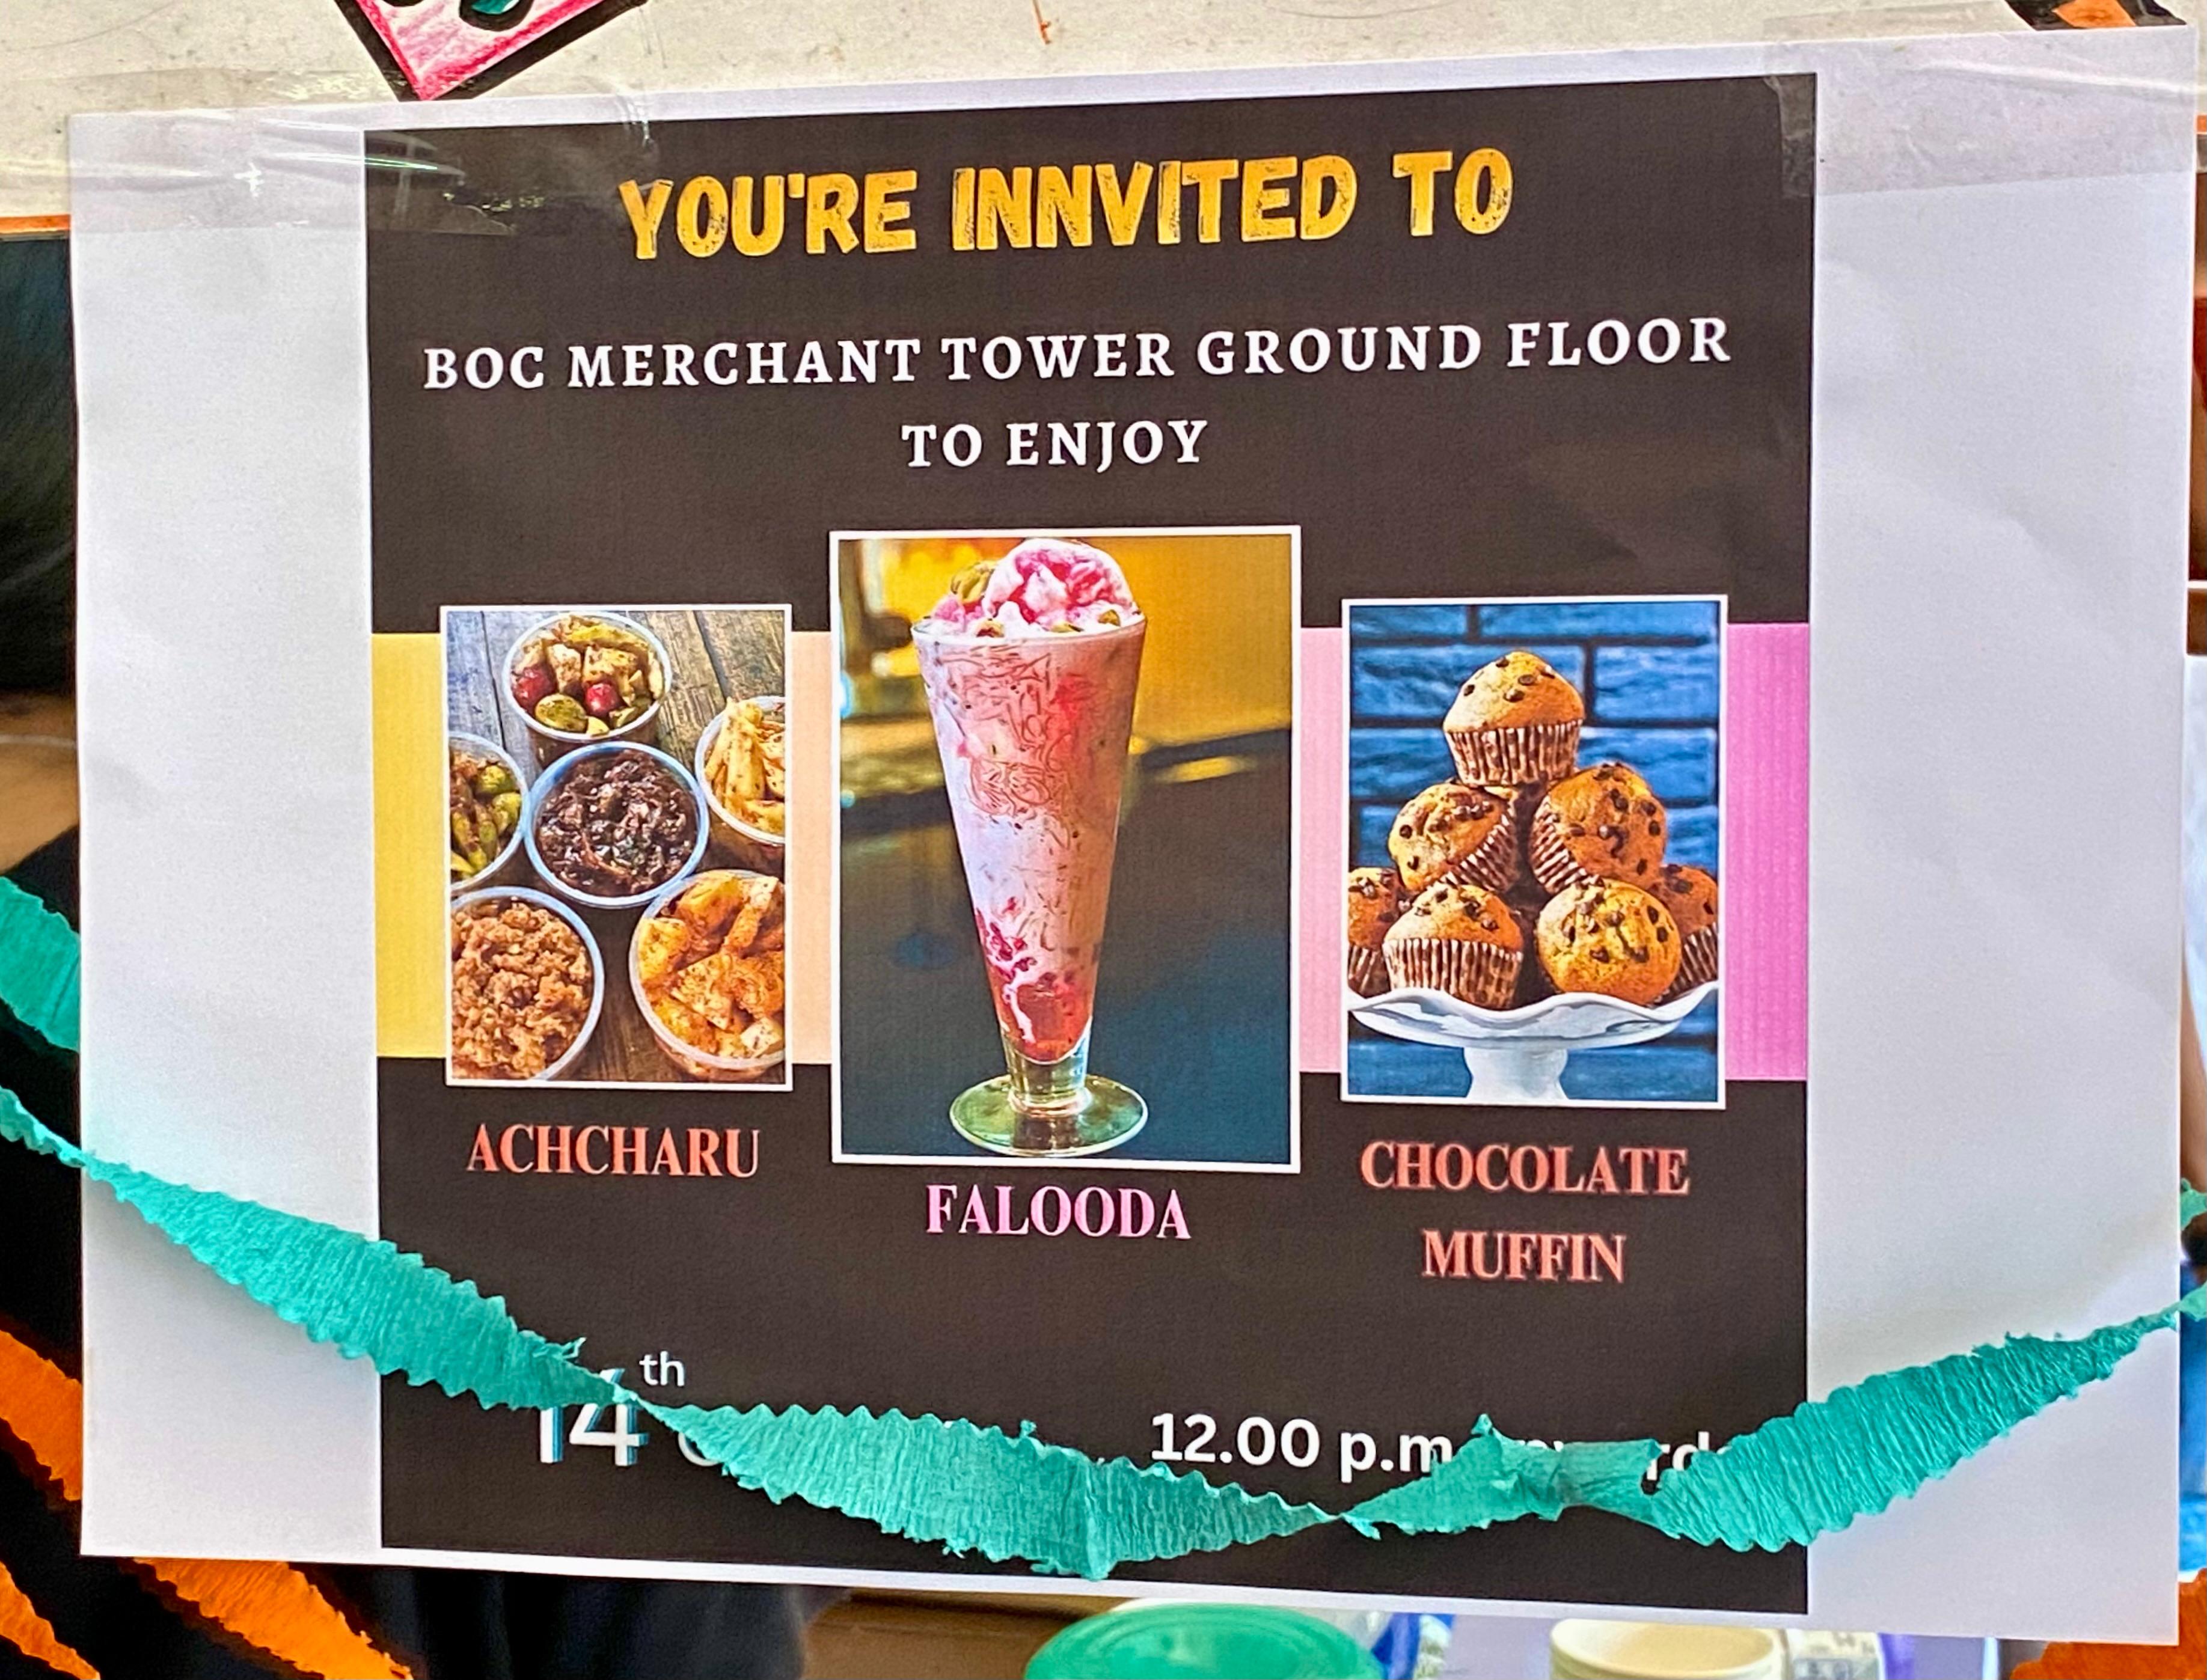 YOU'RE INNVITED TO
BOC MERCHANT TOWER GROUND FLOOR
TO ENJOY
ACHCHARU
FALOODA
CHOCOLATE
MUFFIN
14th
12.00 p.m